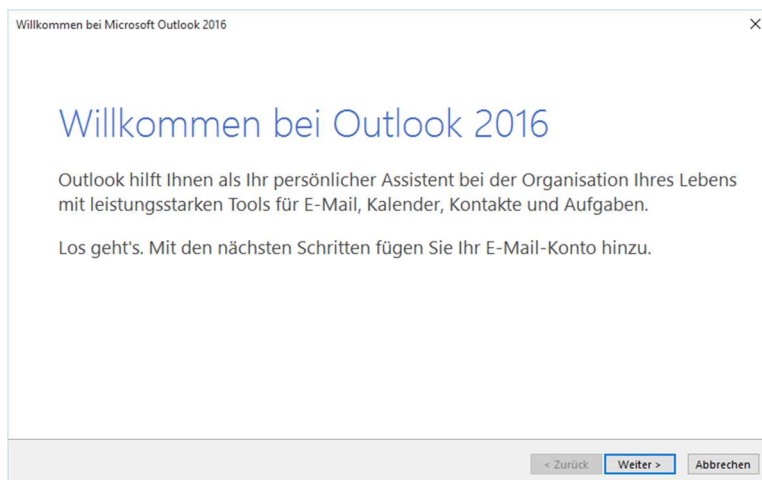 Willkommen bei Microsoft Outlook 2016
Willkommen bei Outlook 2016
Outlook hilft Ihnen als Ihr persönlicher Assistent bei der Organisation Ihres Lebens
mit leistungsstarken Tools für E-Mail, Kalender, Kontakte und Aufgaben.
Los geht's. Mit den nächsten Schritten fügen Sie Ihr E-Mail-Konto hinzu.
< Zurück Weiter > Abbrechen